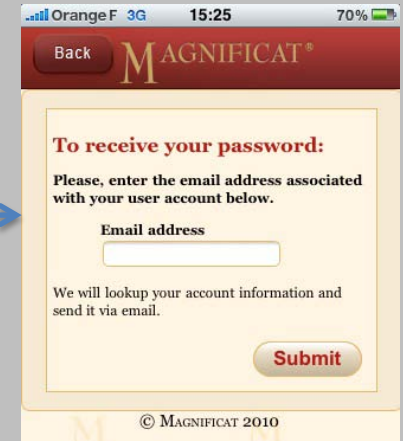 Orange F 3G 15:25 70%
Back MAGNIFICAT®
To receive your password:
Please, enter the email address associated
with your user account below.
Email address
We will lookup your account information and
send it via email.
Submit
© MAGNIFICAT 2010
M M